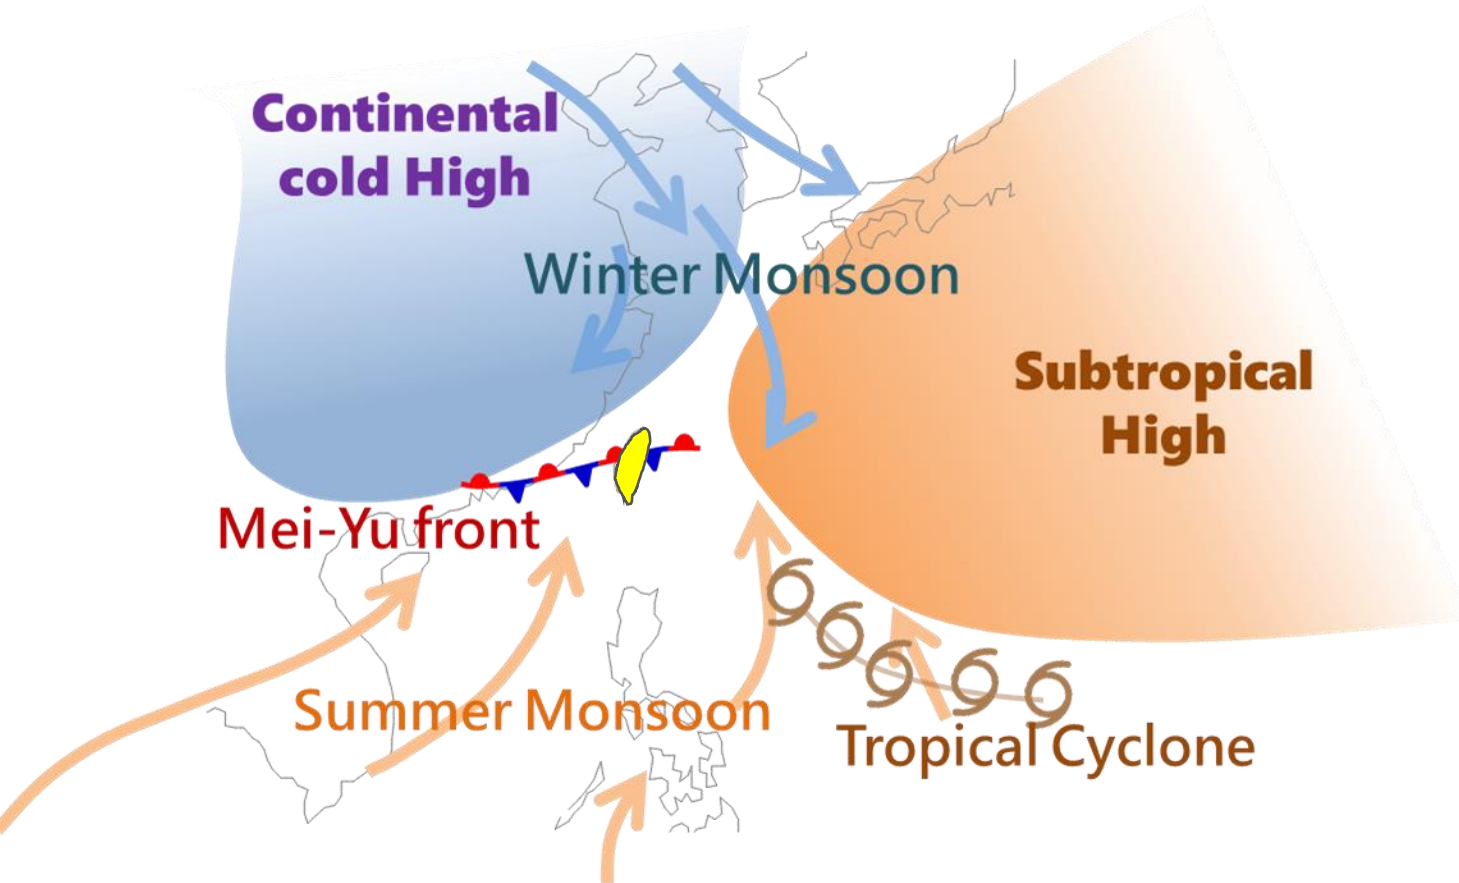 Continental
cold High
Winter Monsoon
Subtropical
High
Mei-Yu front
Summer Monsoon
Tropical Cyclone